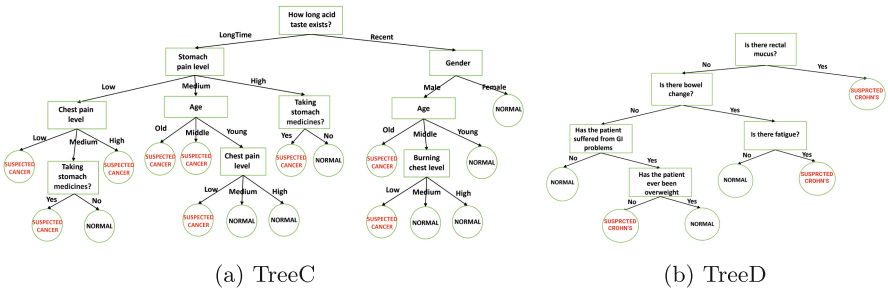 How long acid
taste exists?
LongTime
Recent
Stomach
pain level
Gender
Low
Medium
High
Male
Female
Chest pain
level
Age
Taking
stomach
medicines?
Age
NORMAL
Low
Medium
High
Old
Middle
Young
Yes
No
Old
Middle
Young
SUSPECTED
CANCER
Taking
stomach
medicines?
SUSPECTED
CANCER
SUSPECTED
CANCER
SUSPECTED
CANCER
Chest pain
level
SUSPECTED
CANCER
NORMAL
SUSPECTED
CANCER
Burning
chest level
NORMAL
Yes
No
Low
Medium
High
Low
Medium
High
SUSPECTED
CANCER
NORMAL
SUSPECTED
CANCER
NORMAL
NORMAL
SUSPECTED
CANCER
NORMAL
NORMAL
(a) TreeC
Is there rectal
mucus?
No
Yes
Is there bowel
change?
SUSPRCTED
CROHN'S
No
Yes
Has the patient
suffered from GI
problems
Is there fatigue?
No
Yes
No
Yes
NORMAL
Has the patient
ever been
overweight
NORMAL
SUSPRCTED
CROHN'S
No
Yes
SUSPRCTED
CROHN'S
NORMAL
(b) TreeD